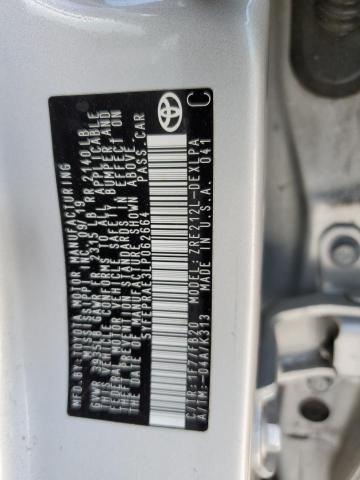 MFD.BY:TOYOTA MOTOR MANUFACTURING,
MISSISSIPPI, INC. 09/19
GVWR 3955LB GAWR FR 2315LB RR 2140LB
THIS VEHICLE CONFORMS TO ALL APPLICABLE
FEDERAL MOTOR VEHICLE SAFETY, BUMPER, AND THEFT
PREVENTION STANDARDS IN EFFECT ON
THE DATE OF MANUFACTURE SHOWN ABOVE.
5YFEPRAE3LP062664 PASS.CAR
C/TR:1F7/FB20 MODEL:ZRE212L-DEXLPA
A/TM:-04A/K313 MADE IN U.S.A. 041
C